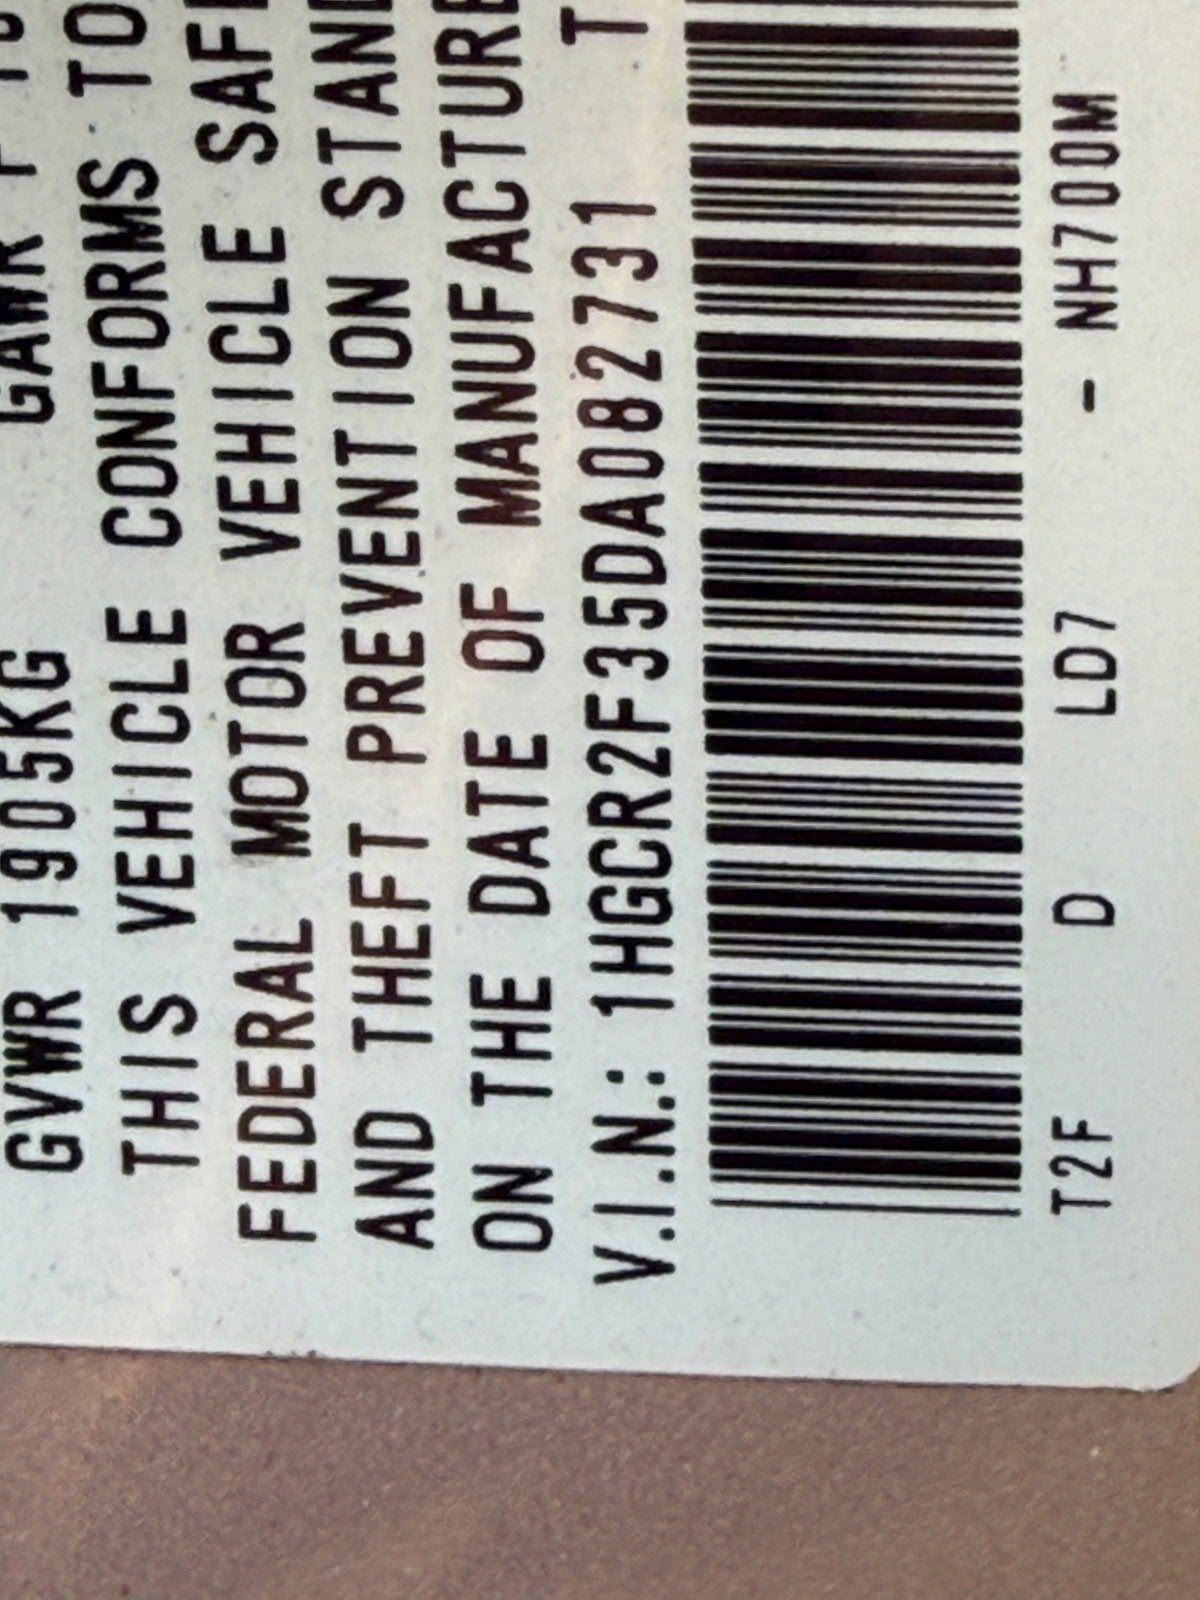 GVWR 1905KG GAWR F
THIS VEHICLE CONFORMS TO
FEDERAL MOTOR VEHICLE SAFE
AND THEFT PREVENTION STAND
ON THE DATE OF MANUFACTURE
V.I.N.: 1HGCR2F35DA082731 T
T2F D LD7 - NH700M